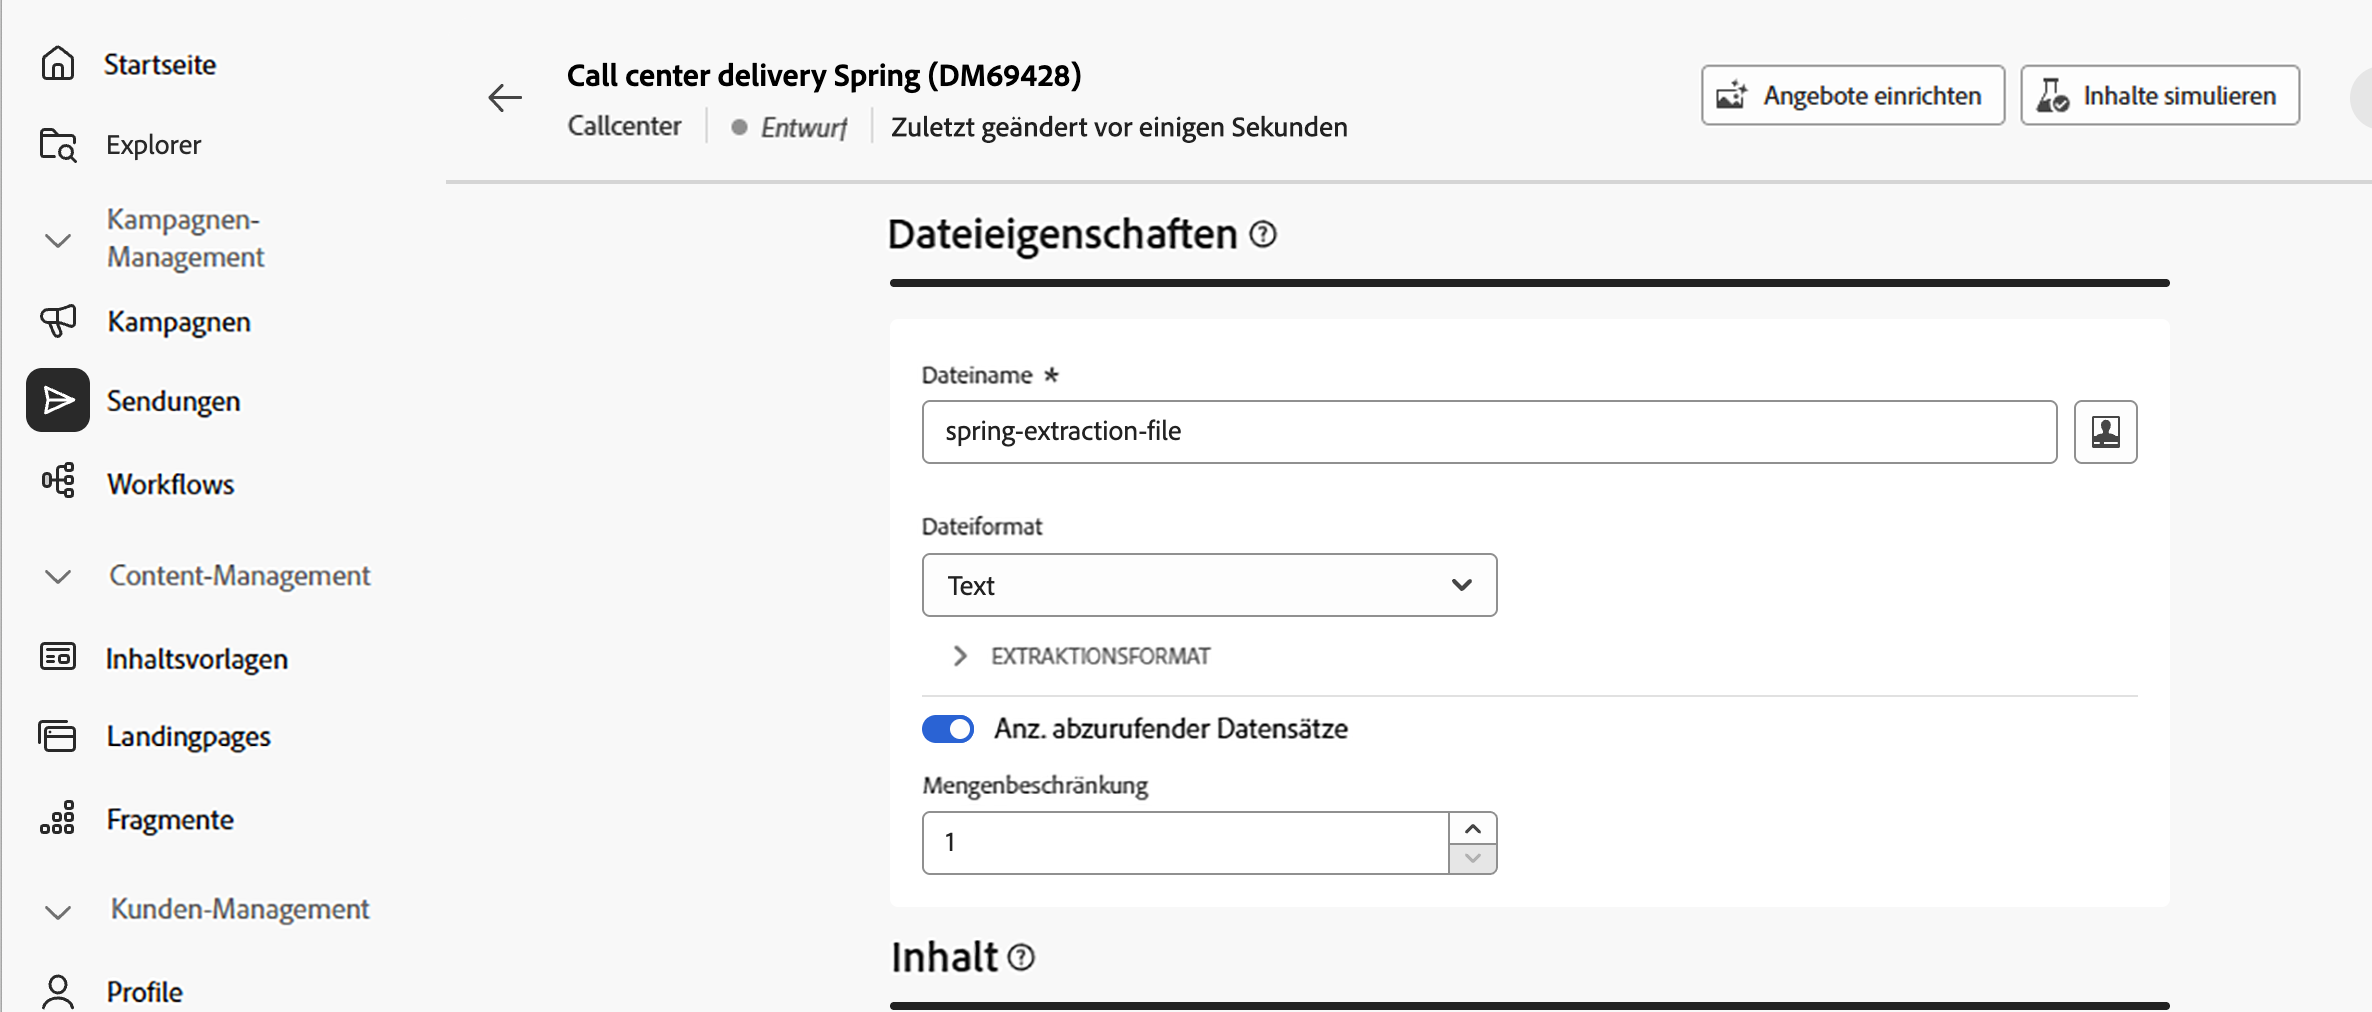 Startseite
Explorer
Kampagnen-
Management
Kampagnen
Sendungen
Workflows
Content-Management
Inhaltsvorlagen
Landingpages
Fragmente
Kunden-Management
Profile
Call center delivery Spring (DM69428)
Callcenter
Entwurf
Zuletzt geändert vor einigen Sekunden
Angebote einrichten
Inhalte simulieren
Dateieigenschaften
Dateiname *
spring-extraction-file
Dateiformat
Text
EXTRAKTIONSFORMAT
Anz. abzurufender Datensätze
Mengenbeschränkung
1
Inhalt